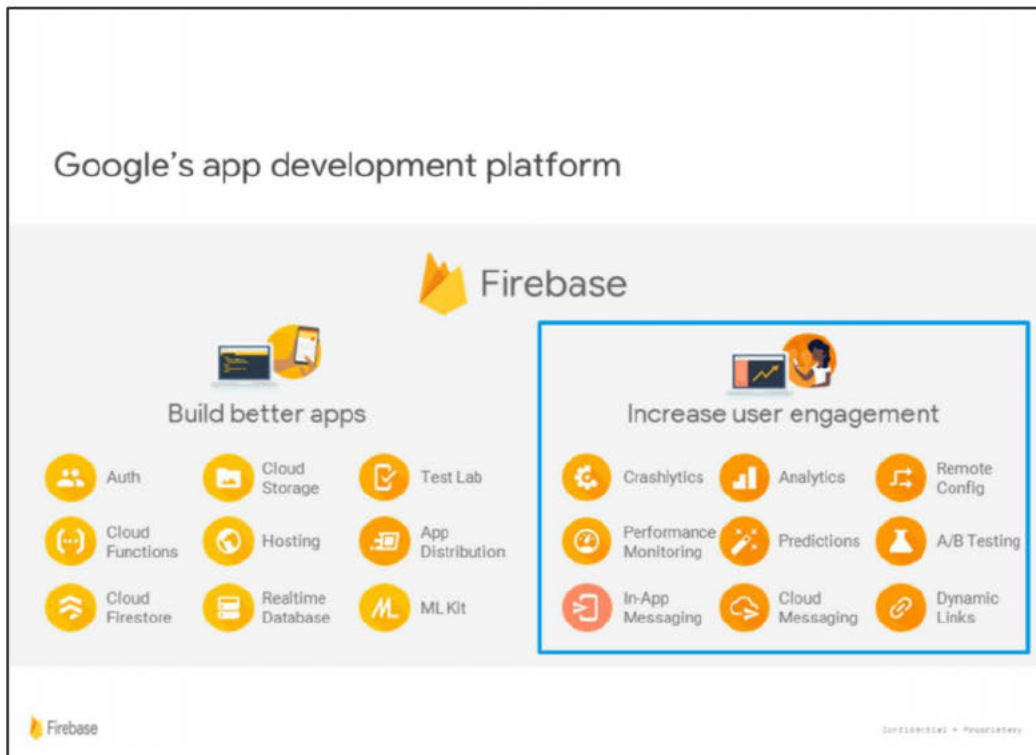 Google's app development platform
Firebase
Build better apps
Auth
Cloud
Storage
Test Lab
Cloud
Functions
Hosting
App
Distribution
Cloud
Firestore
Realtime
Database
ML Kit
Increase user engagement
Crashlytics
Analytics
Remote
Config
Performance
Monitoring
Predictions
A/B Testing
In-App
Messaging
Cloud
Messaging
Dynamic
Links
Firebase
Confidential + Proprietary